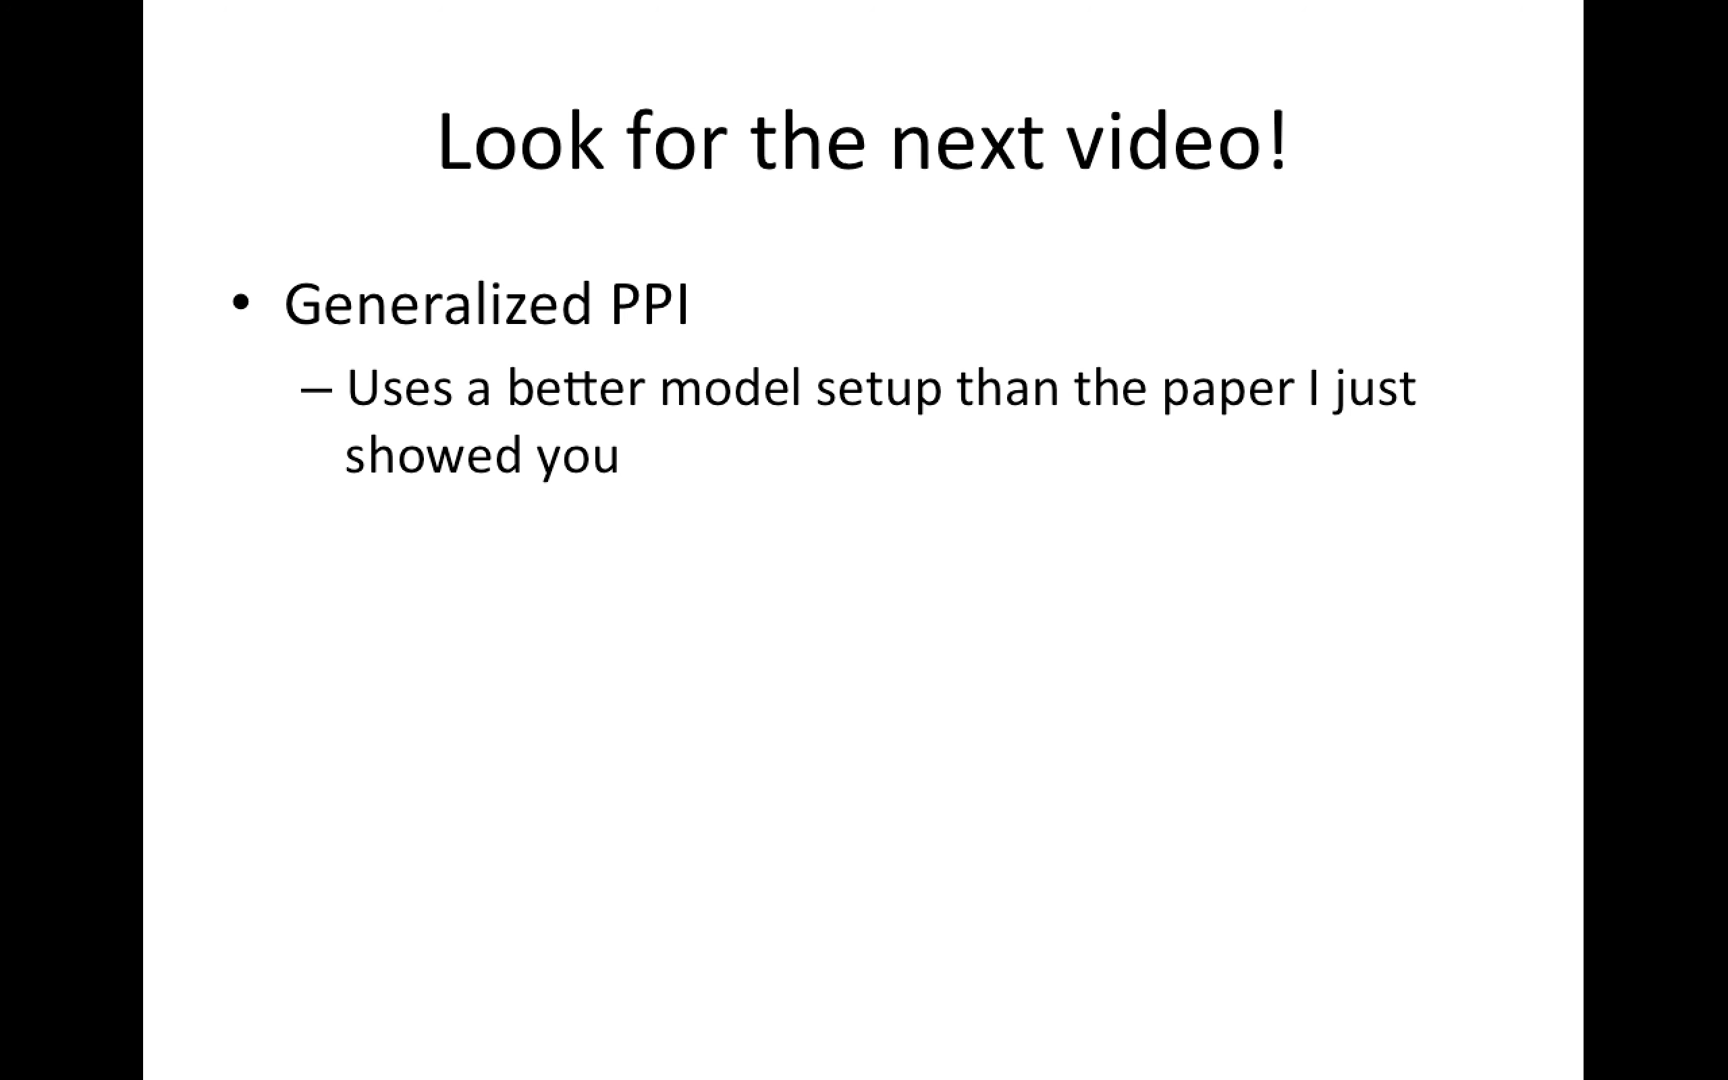 Look for the next video!
• Generalized PPI
– Uses a better model setup than the paper I just
showed you